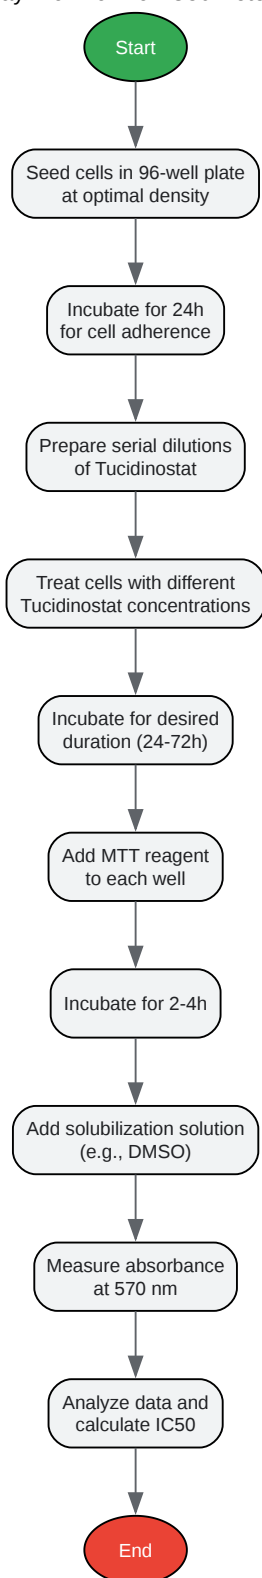 Start
Seed cells in 96-well plate
at optimal density
Incubate for 24h
for cell adherence
Prepare serial dilutions
of Tucidinostat
Treat cells with different
Tucidinostat concentrations
Incubate for desired
duration (24-72h)
Add MTT reagent
to each well
Incubate for 2-4h
Add solubilization solution
(e.g., DMSO)
Measure absorbance
at 570 nm
Analyze data and
calculate IC50
End